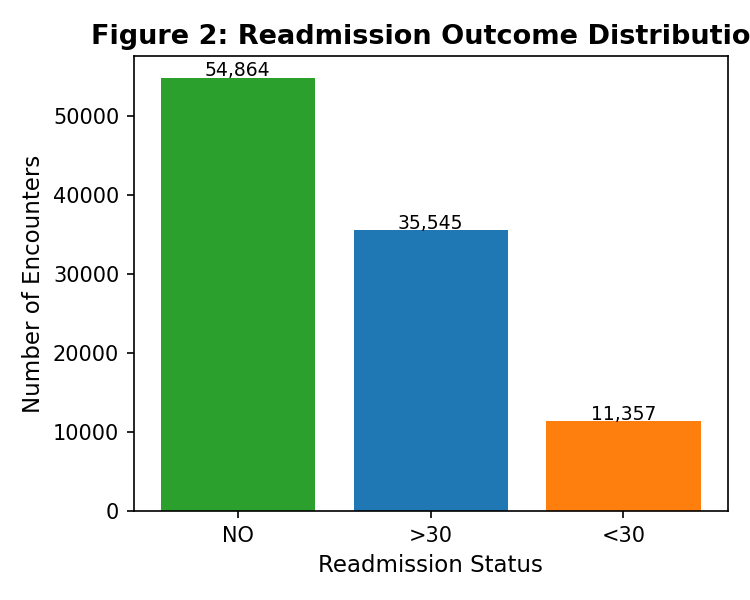 Figure 2: Readmission Outcome Distributio
54,864
35,545
11,357
50000
40000
30000
20000
10000
0
Number of Encounters
NO
>30
<30
Readmission Status